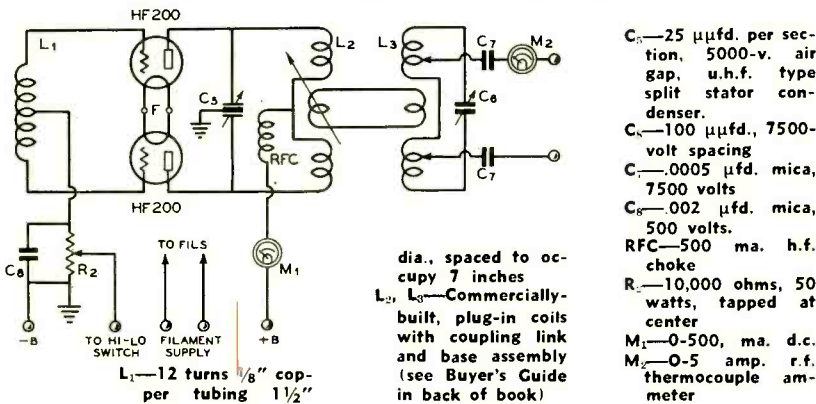 HF200
L₁
L₂
L₃
C₇
M₂
F
C₅
C₆
RFC
C₇
HF200
C₈
R₂
TO FILS
M₁
-B
TO HI-LO
SWITCH
FILAMENT
SUPPLY
+B
L₁—12 turns 1/8" cop-
per tubing 1½"
dia., spaced to oc-
cupy 7 inches
L₂, L₃—Commercially-
built, plug-in coils
with coupling link
and base assembly
(see Buyer's Guide
in back of book)
C₅—25 μμfd. per sec-
tion, 5000-v. air
gap, u.h.f. type
split stator con-
denser.
C₆—100 μμfd., 7500-
volt spacing
C₇—.0005 μfd. mica,
7500 volts
C₈—.002 μfd. mica,
500 volts.
RFC—500 ma. h.f.
choke
R₂—10,000 ohms, 50
watts, tapped at
center
M₁—0-500, ma. d.c.
M₂—0-5 amp. r.f.
thermocouple am-
meter